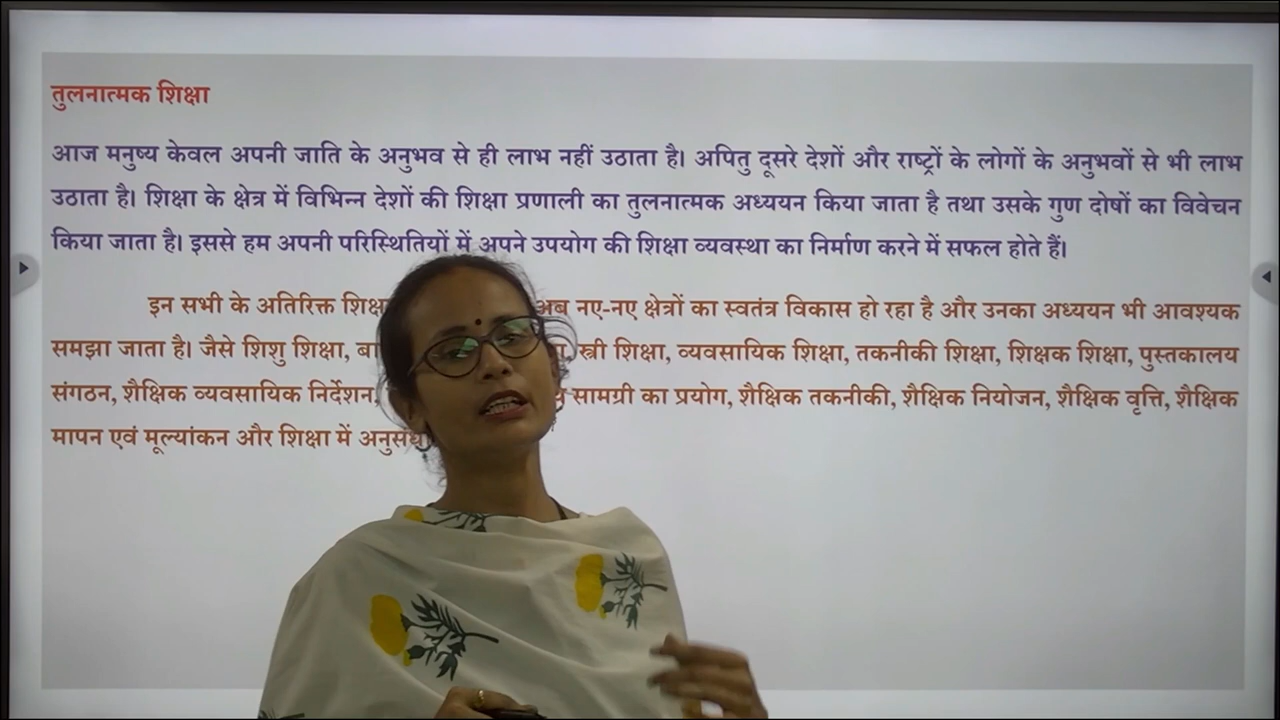 तुलनात्मक शिक्षा
आज मनुष्य केवल अपनी जाति के अनुभव से ही लाभ नहीं उठाता है। अपितु दूसरे देशों और राष्ट्रों के लोगों के अनुभवों से भी लाभ
उठाता है। शिक्षा के क्षेत्र में विभिन्न देशों की शिक्षा प्रणाली का तुलनात्मक अध्ययन किया जाता है तथा उसके गुण दोषों का विवेचन
किया जाता है। इससे हम अपनी परिस्थितियों में अपने उपयोग की शिक्षा व्यवस्था का निर्माण करने में सफल होते हैं।
इन सभी के अतिरिक्त अब नए-नए क्षेत्रों का स्वतंत्र विकास हो रहा है और उनका अध्ययन भी आवश्यक
समझा जाता है। जैसे शिशु शिक्षा, स्त्री शिक्षा, व्यवसायिक शिक्षा, तकनीकी शिक्षा, शिक्षक शिक्षा, पुस्तकालय
संगठन, शैक्षिक व्यवसायिक निर्देशन, सामग्री का प्रयोग, शैक्षिक तकनीकी, शैक्षिक नियोजन, शैक्षिक वृत्ति, शैक्षिक
मापन एवं मूल्यांकन और शिक्षा में